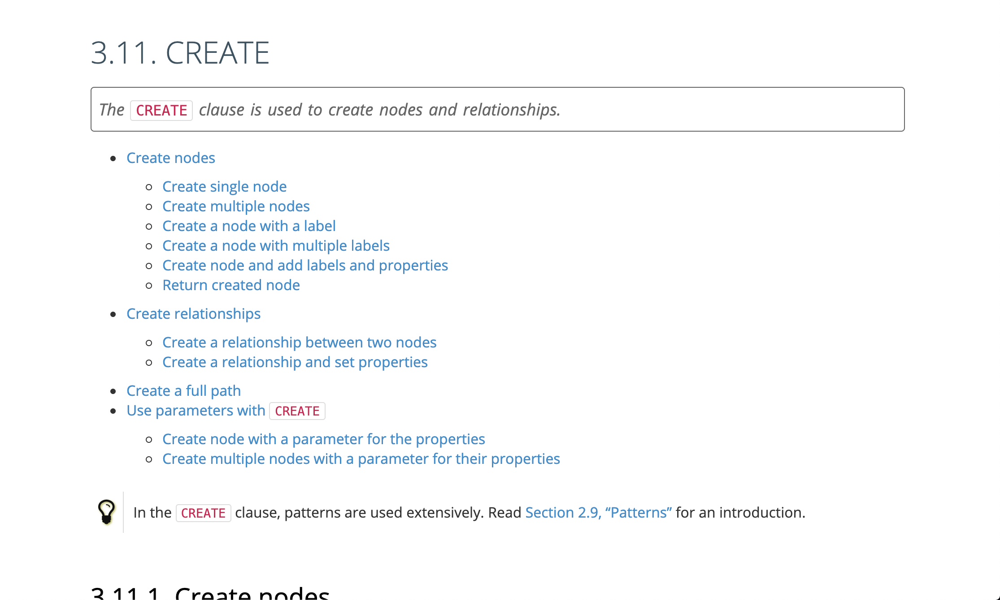 3.11. CREATE
The CREATE clause is used to create nodes and relationships.
Create nodes
Create single node
Create multiple nodes
Create a node with a label
Create a node with multiple labels
Create node and add labels and properties
Return created node
Create relationships
Create a relationship between two nodes
Create a relationship and set properties
Create a full path
Use parameters with CREATE
Create node with a parameter for the properties
Create multiple nodes with a parameter for their properties
In the CREATE clause, patterns are used extensively. Read Section 2.9, “Patterns” for an introduction.
3.11.1. Create nodes